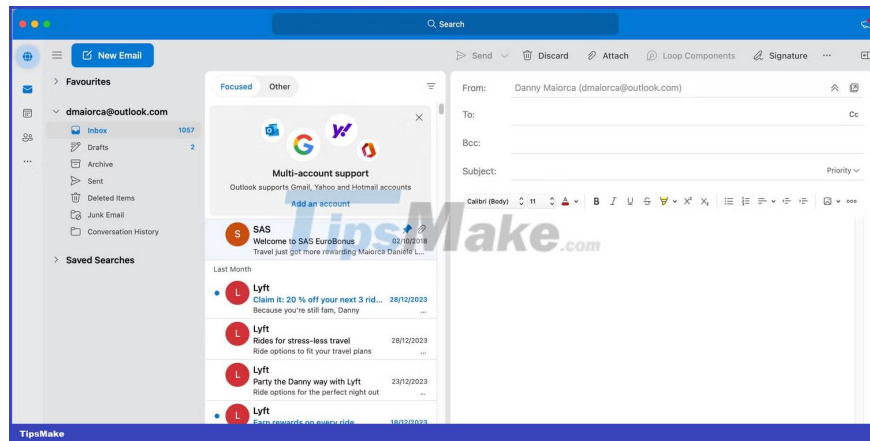 Search
New Email
Send
Discard
Attach
Loop Components
Signature
Favourites
dmaiorca@outlook.com
Inbox 1057
Drafts 2
Archive
Sent
Deleted Items
Junk Email
Conversation History
Saved Searches
Focused Other
Multi-account support
Outlook supports Gmail, Yahoo and Hotmail accounts
Add an account
S
SAS
Welcome to SAS EuroBonus 02/10/2018
Travel just got more rewarding Maiorca Daniele L...
Last Month
L
Lyft
Claim it: 20 % off your next 3 rid... 28/12/2023
Because you're still fam, Danny ...
L
Lyft
Rides for stress-less travel 28/12/2023
Ride options to fit your travel plans ...
L
Lyft
Party the Danny way with Lyft 23/12/2023
Ride options for the perfect night out ...
L
Lyft
Earn rewards on every ride 18/12/2023
From: Danny Maiorca (dmaiorca@outlook.com)
To: Cc
Bcc:
Subject: Priority
Calibri (Body) 11 A B I U S X² X₂
TipsMake.com
TipsMake